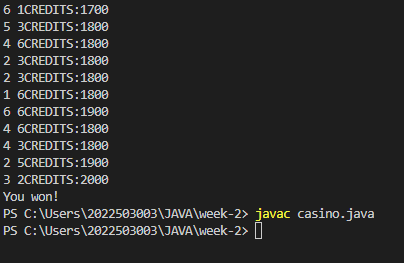 6 1CREDITS:1700
5 3CREDITS:1800
4 6CREDITS:1800
2 3CREDITS:1800
2 3CREDITS:1800
1 6CREDITS:1800
6 6CREDITS:1900
4 6CREDITS:1800
4 3CREDITS:1800
2 5CREDITS:1900
3 2CREDITS:2000
You won!
PS C:\Users\2022503003\JAVA\week-2> javac casino.java
PS C:\Users\2022503003\JAVA\week-2>